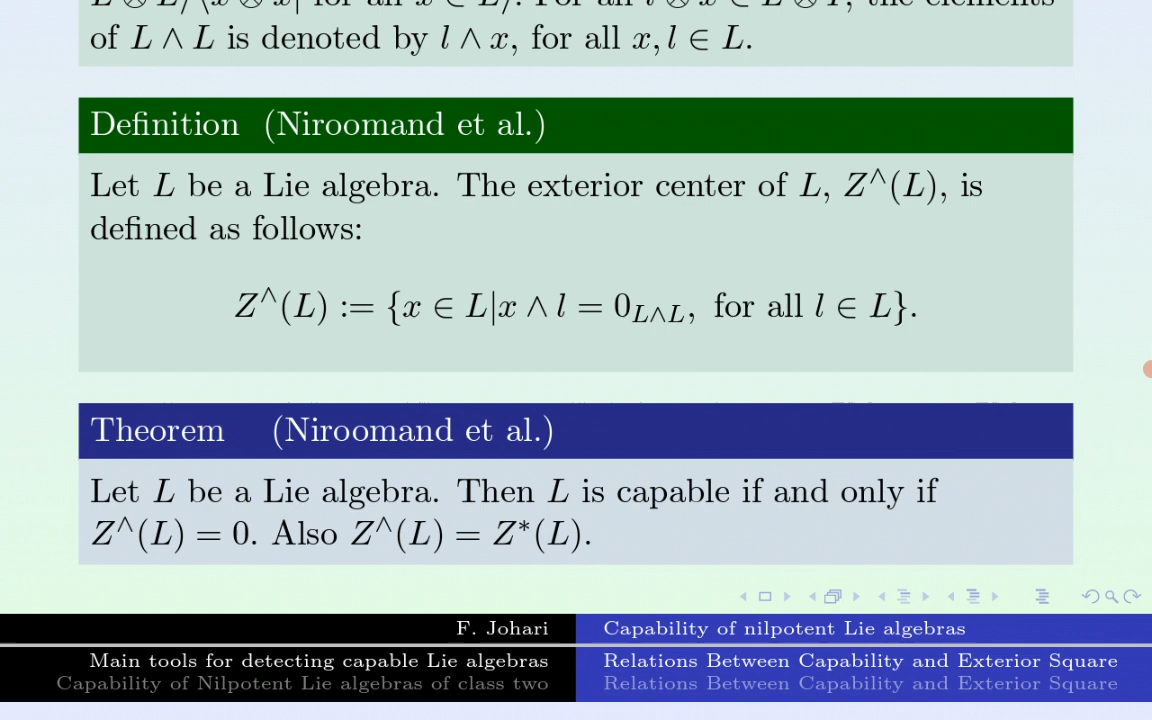 of L ∧ L is denoted by l ∧ x, for all x, l ∈ L.
Definition (Niroomand et al.)
Let L be a Lie algebra. The exterior center of L, Z^∧(L), is
defined as follows:
Z^∧(L) := {x ∈ L|x ∧ l = 0_{L∧L}, for all l ∈ L}.
Theorem (Niroomand et al.)
Let L be a Lie algebra. Then L is capable if and only if
Z^∧(L) = 0. Also Z^∧(L) = Z*(L).
F. Johari
Capability of nilpotent Lie algebras
Main tools for detecting capable Lie algebras
Relations Between Capability and Exterior Square
Capability of Nilpotent Lie algebras of class two
Relations Between Capability and Exterior Square